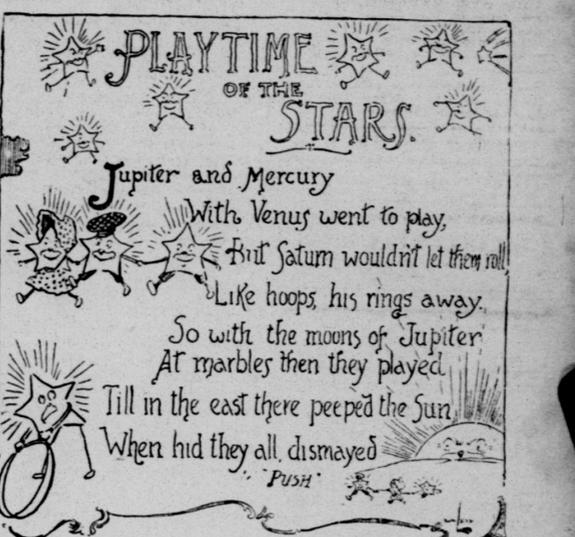 PLAYTIME
OF THE
STARS.
Jupiter and Mercury
With Venus went to play,
But Saturn wouldn't let them roll
Like hoops, his rings away.
So with the moons of Jupiter
At marbles then they played
Till in the east there peeped the Sun,
When hid they all, dismayed
"PUSH"